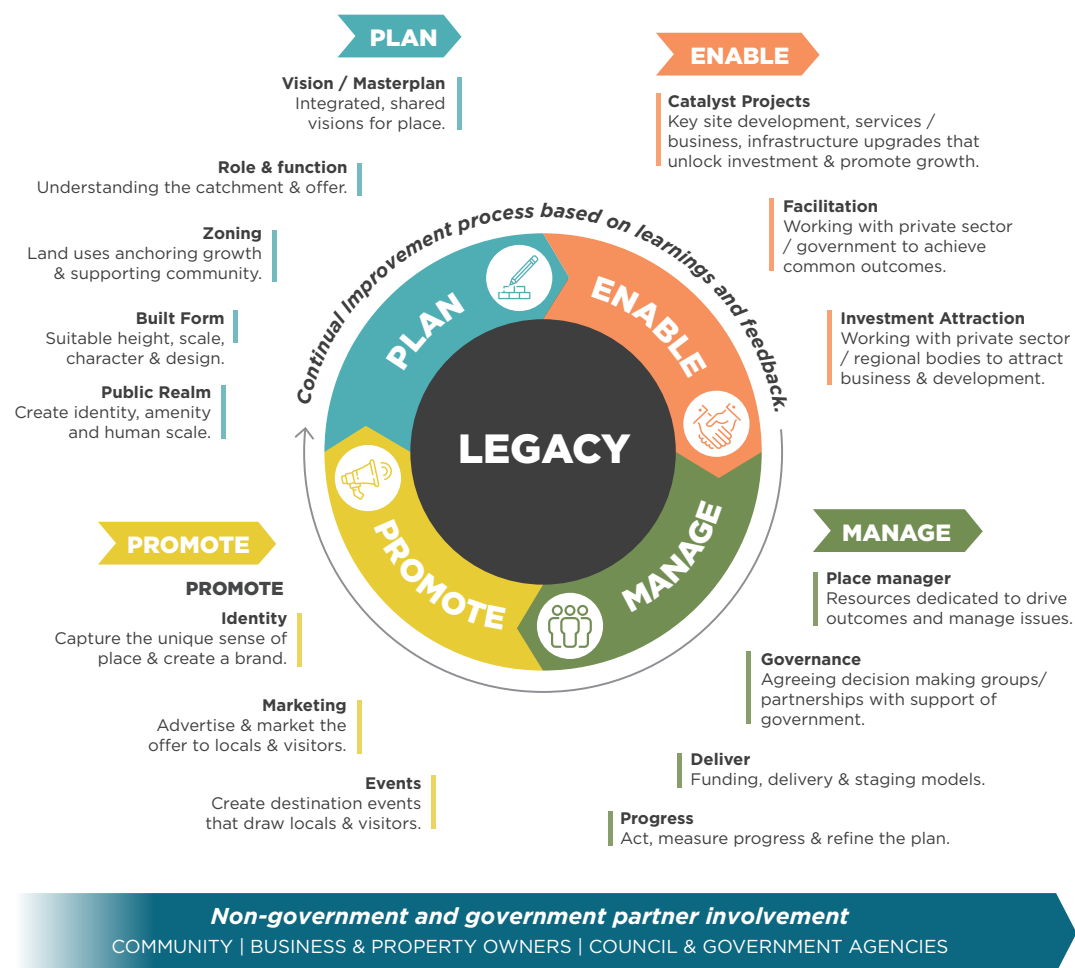 PLAN
Vision / Masterplan
Integrated, shared
visions for place.
Role & function
Understanding the catchment & offer.
Zoning
Land uses anchoring growth
& supporting community.
Built Form
Suitable height, scale,
character & design.
Public Realm
Create identity, amenity
and human scale.
ENABLE
Catalyst Projects
Key site development, services /
business, infrastructure upgrades that
unlock investment & promote growth.
Facilitation
Working with private sector
/ government to achieve
common outcomes.
Investment Attraction
Working with private sector
/ regional bodies to attract
business & development.
Continual Improvement process based on learnings and feedback.
PLAN
ENABLE
LEGACY
PROMOTE
MANAGE
PROMOTE
PROMOTE
Identity
Capture the unique sense of
place & create a brand.
Marketing
Advertise & market the
offer to locals & visitors.
Events
Create destination events
that draw locals & visitors.
MANAGE
Place manager
Resources dedicated to drive
outcomes and manage issues.
Governance
Agreeing decision making groups/
partnerships with support of
government.
Deliver
Funding, delivery & staging models.
Progress
Act, measure progress & refine the plan.
Non-government and government partner involvement
COMMUNITY | BUSINESS & PROPERTY OWNERS | COUNCIL & GOVERNMENT AGENCIES